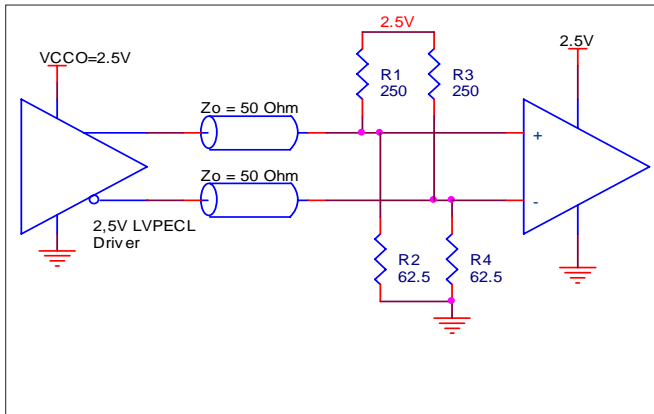 2.5V
VCCO=2.5V
2.5V
R1
250
R3
250
Zo = 50 Ohm
+
Zo = 50 Ohm
-
2,5V LVPECL
Driver
R2
62.5
R4
62.5